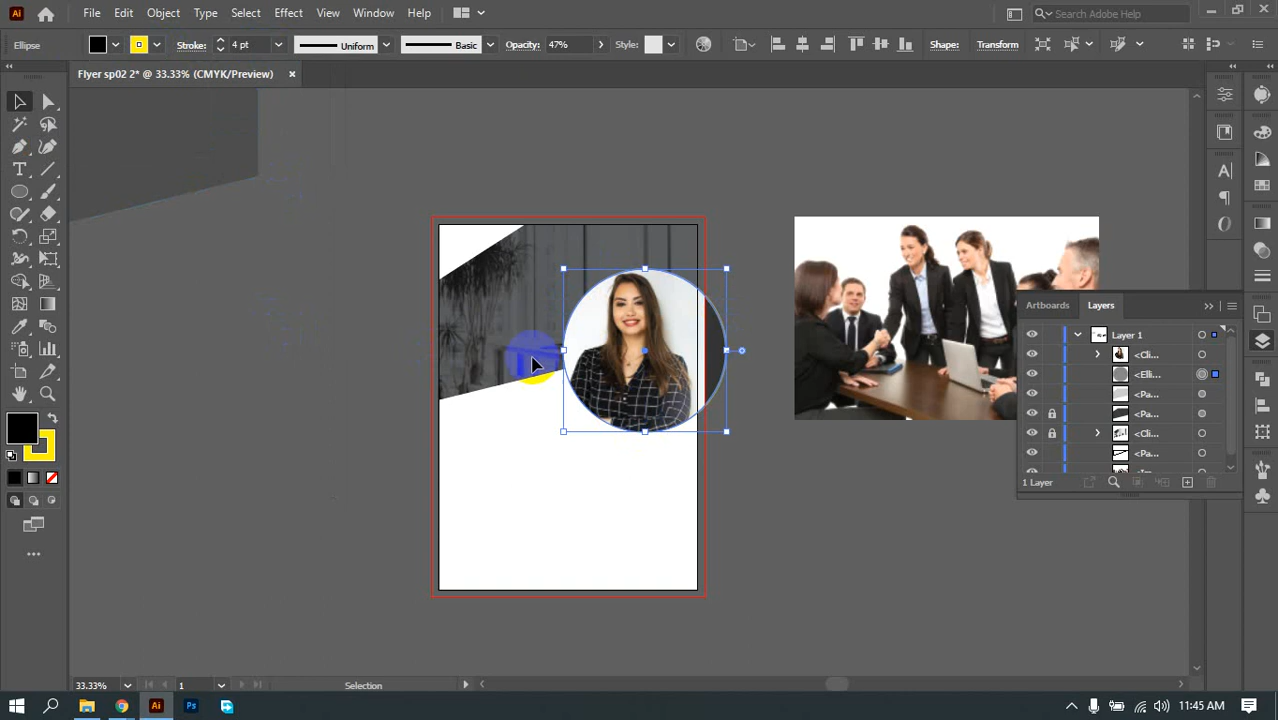 Ai File Edit Object Type Select Effect View Window Help Search Adobe Help
Ellipse Stroke: 4 pt Uniform Basic Opacity: 47% Style: Shape: Transform
Flyer sp02 2* @ 33.33% (CMYK/Preview) ×
Artboards Layers
Layer 1
<Cli...
<Elli...
<Pa...
<Pa...
<Cli...
<Pa...
1 Layer
33.33% 1 Selection
Ai Ps 11:45 AM